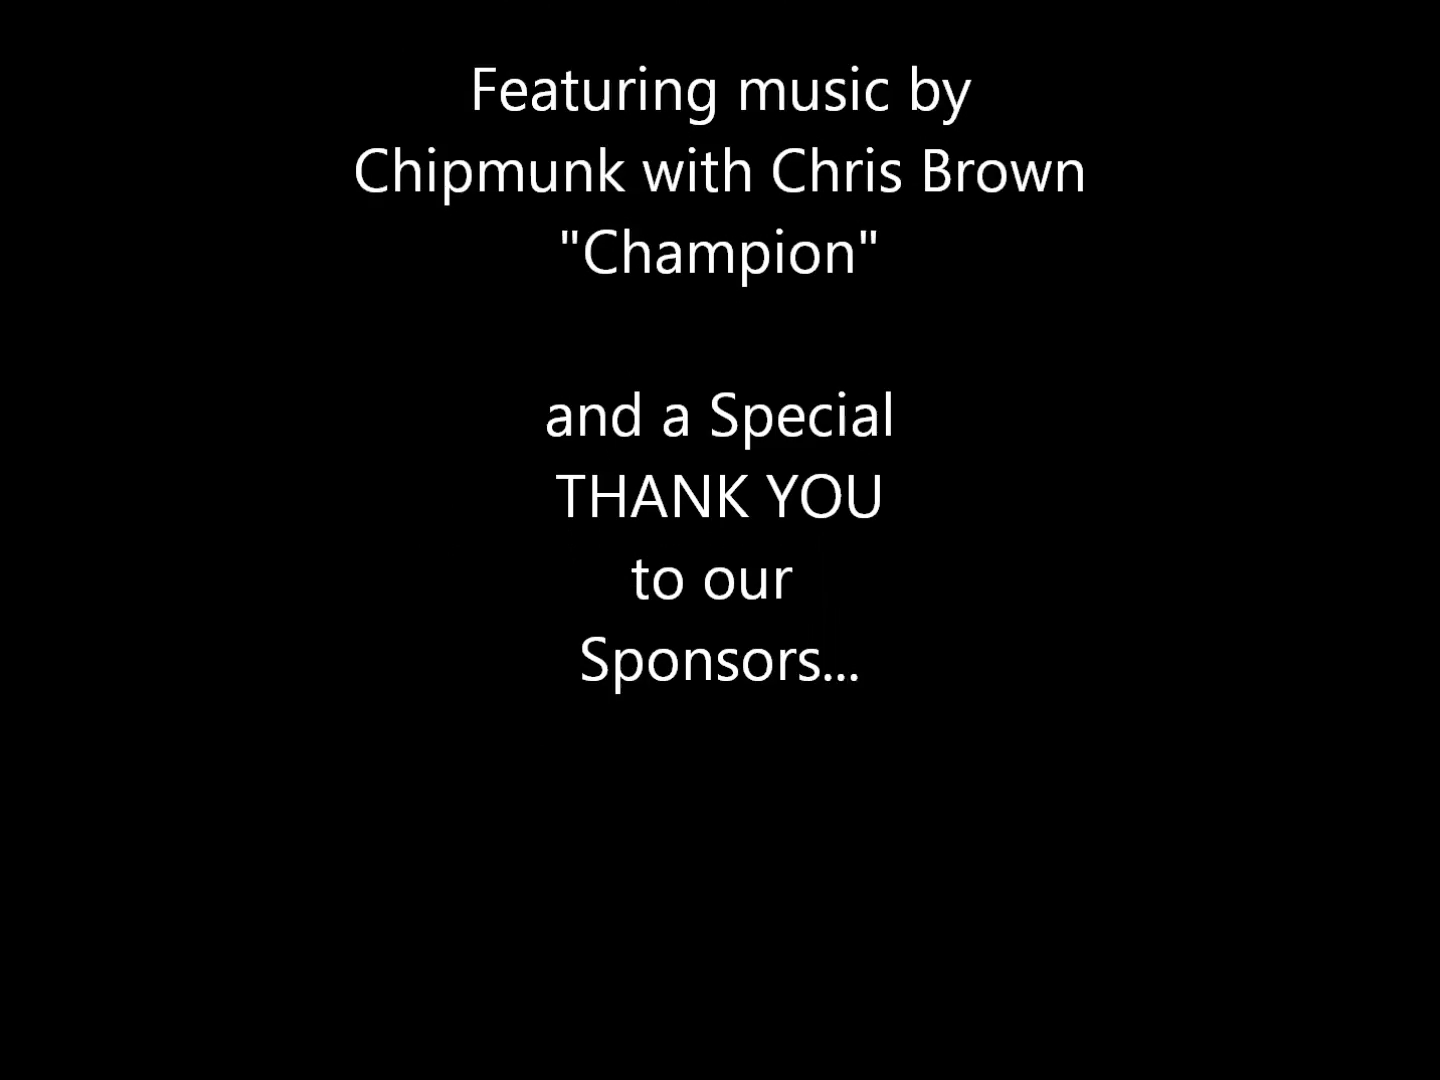 Featuring music by
Chipmunk with Chris Brown
"Champion"
and a Special
THANK YOU
to our
Sponsors...